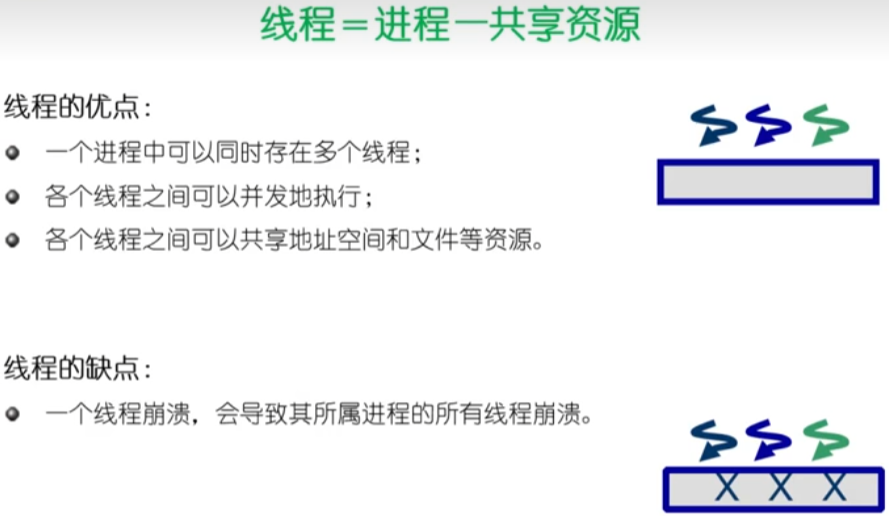 线程＝进程－共享资源
线程的优点：
一个进程中可以同时存在多个线程；
各个线程之间可以并发地执行；
各个线程之间可以共享地址空间和文件等资源。
线程的缺点：
一个线程崩溃，会导致其所属进程的所有线程崩溃。
X X X